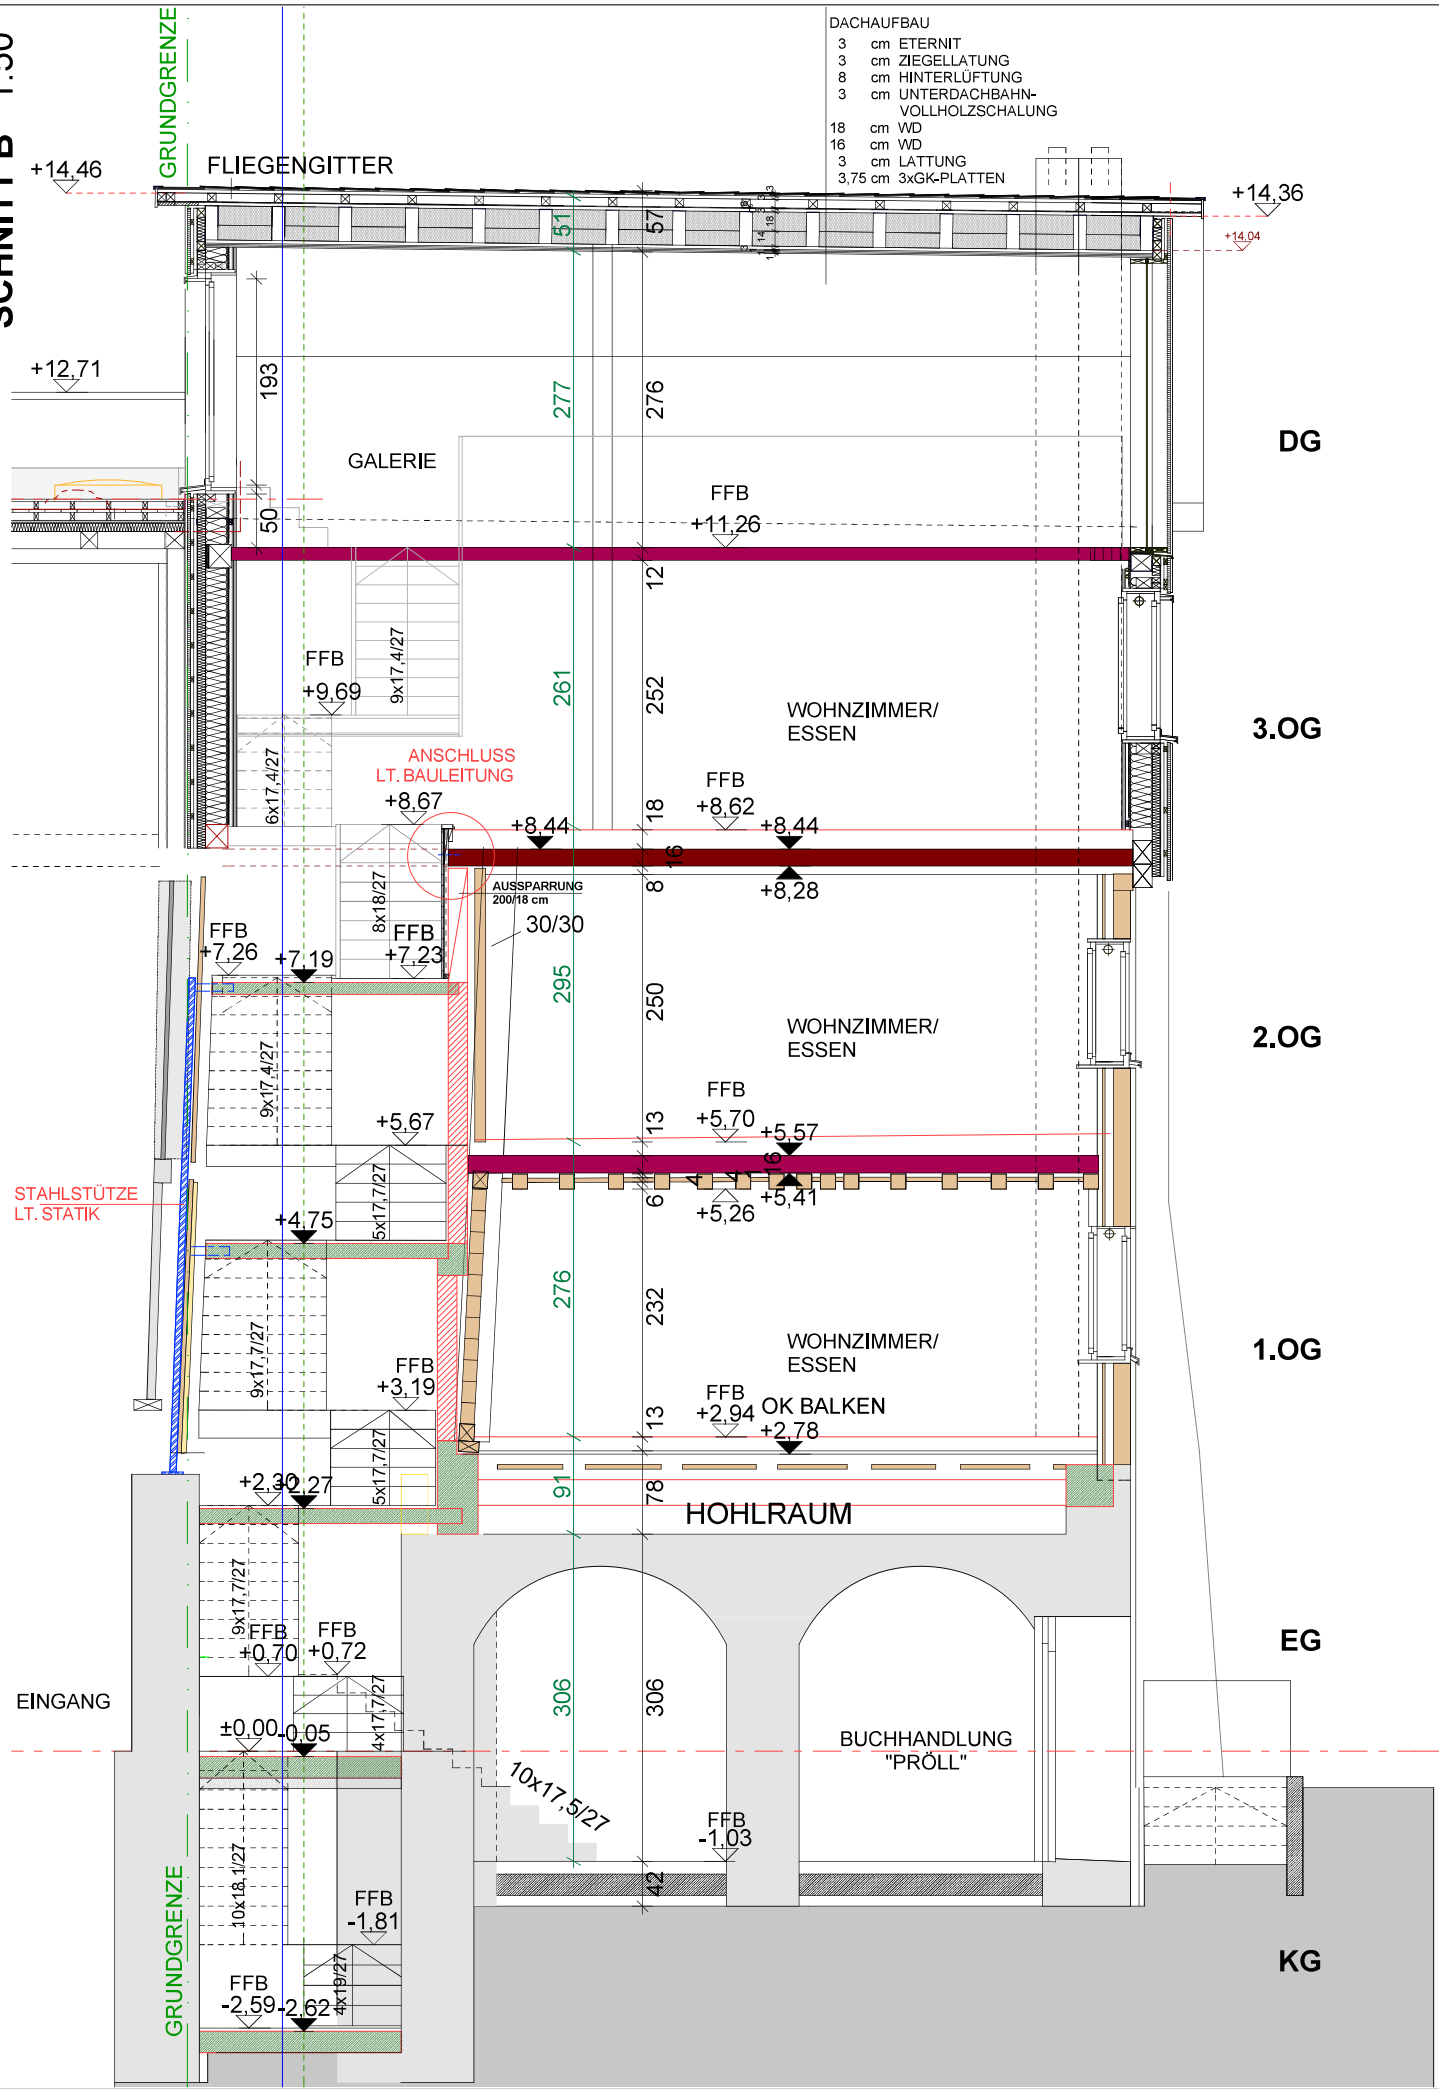 SCHNITT B 1:50
GRUNDGRENZE
DACHAUFBAU
3 cm ETERNIT
3 cm ZIEGELLATUNG
8 cm HINTERLÜFTUNG
3 cm UNTERDACHBAHN-
VOLLHOLZSCHALUNG
18 cm WD
16 cm WD
3 cm LATTUNG
3,75 cm 3xGK-PLATTEN
+14,46
FLIEGENGITTER
+14,36
+14,04
51
57
+12,71
193
277
276
GALERIE
DG
50
FFB
+11,26
12
9x17,4/27
FFB
+9,69
261
252
WOHNZIMMER/
ESSEN
3.OG
6x17,4/27
ANSCHLUSS
LT. BAULEITUNG
+8,67
FFB
+8,62
18
+8,44
+8,44
16
8
+8,28
AUSSPARRUNG
200/18 cm
30/30
8x18/27
FFB
+7,26
+7,19
FFB
+7,23
295
250
WOHNZIMMER/
ESSEN
2.OG
9x17,4/27
FFB
+5,70
+5,67
13
+5,57
16
4
4
1
6
+5,26
+5,41
STAHLSTÜTZE
LT. STATIK
5x17,7/27
+4,75
276
232
WOHNZIMMER/
ESSEN
1.OG
9x17,7/27
FFB
+3,19
FFB
+2,94
OK BALKEN
+2,78
13
5x17,7/27
+2,30
+2,27
91
78
HOHLRAUM
9x17,7/27
FFB
+0,70
FFB
+0,72
EG
EINGANG
306
306
4x17,7/27
±0,00
-0,05
BUCHHANDLUNG
"PRÖLL"
10x17,5/27
FFB
-1,03
42
10x18,1/27
GRUNDGRENZE
FFB
-1,81
KG
4x19/27
FFB
-2,59
-2,62